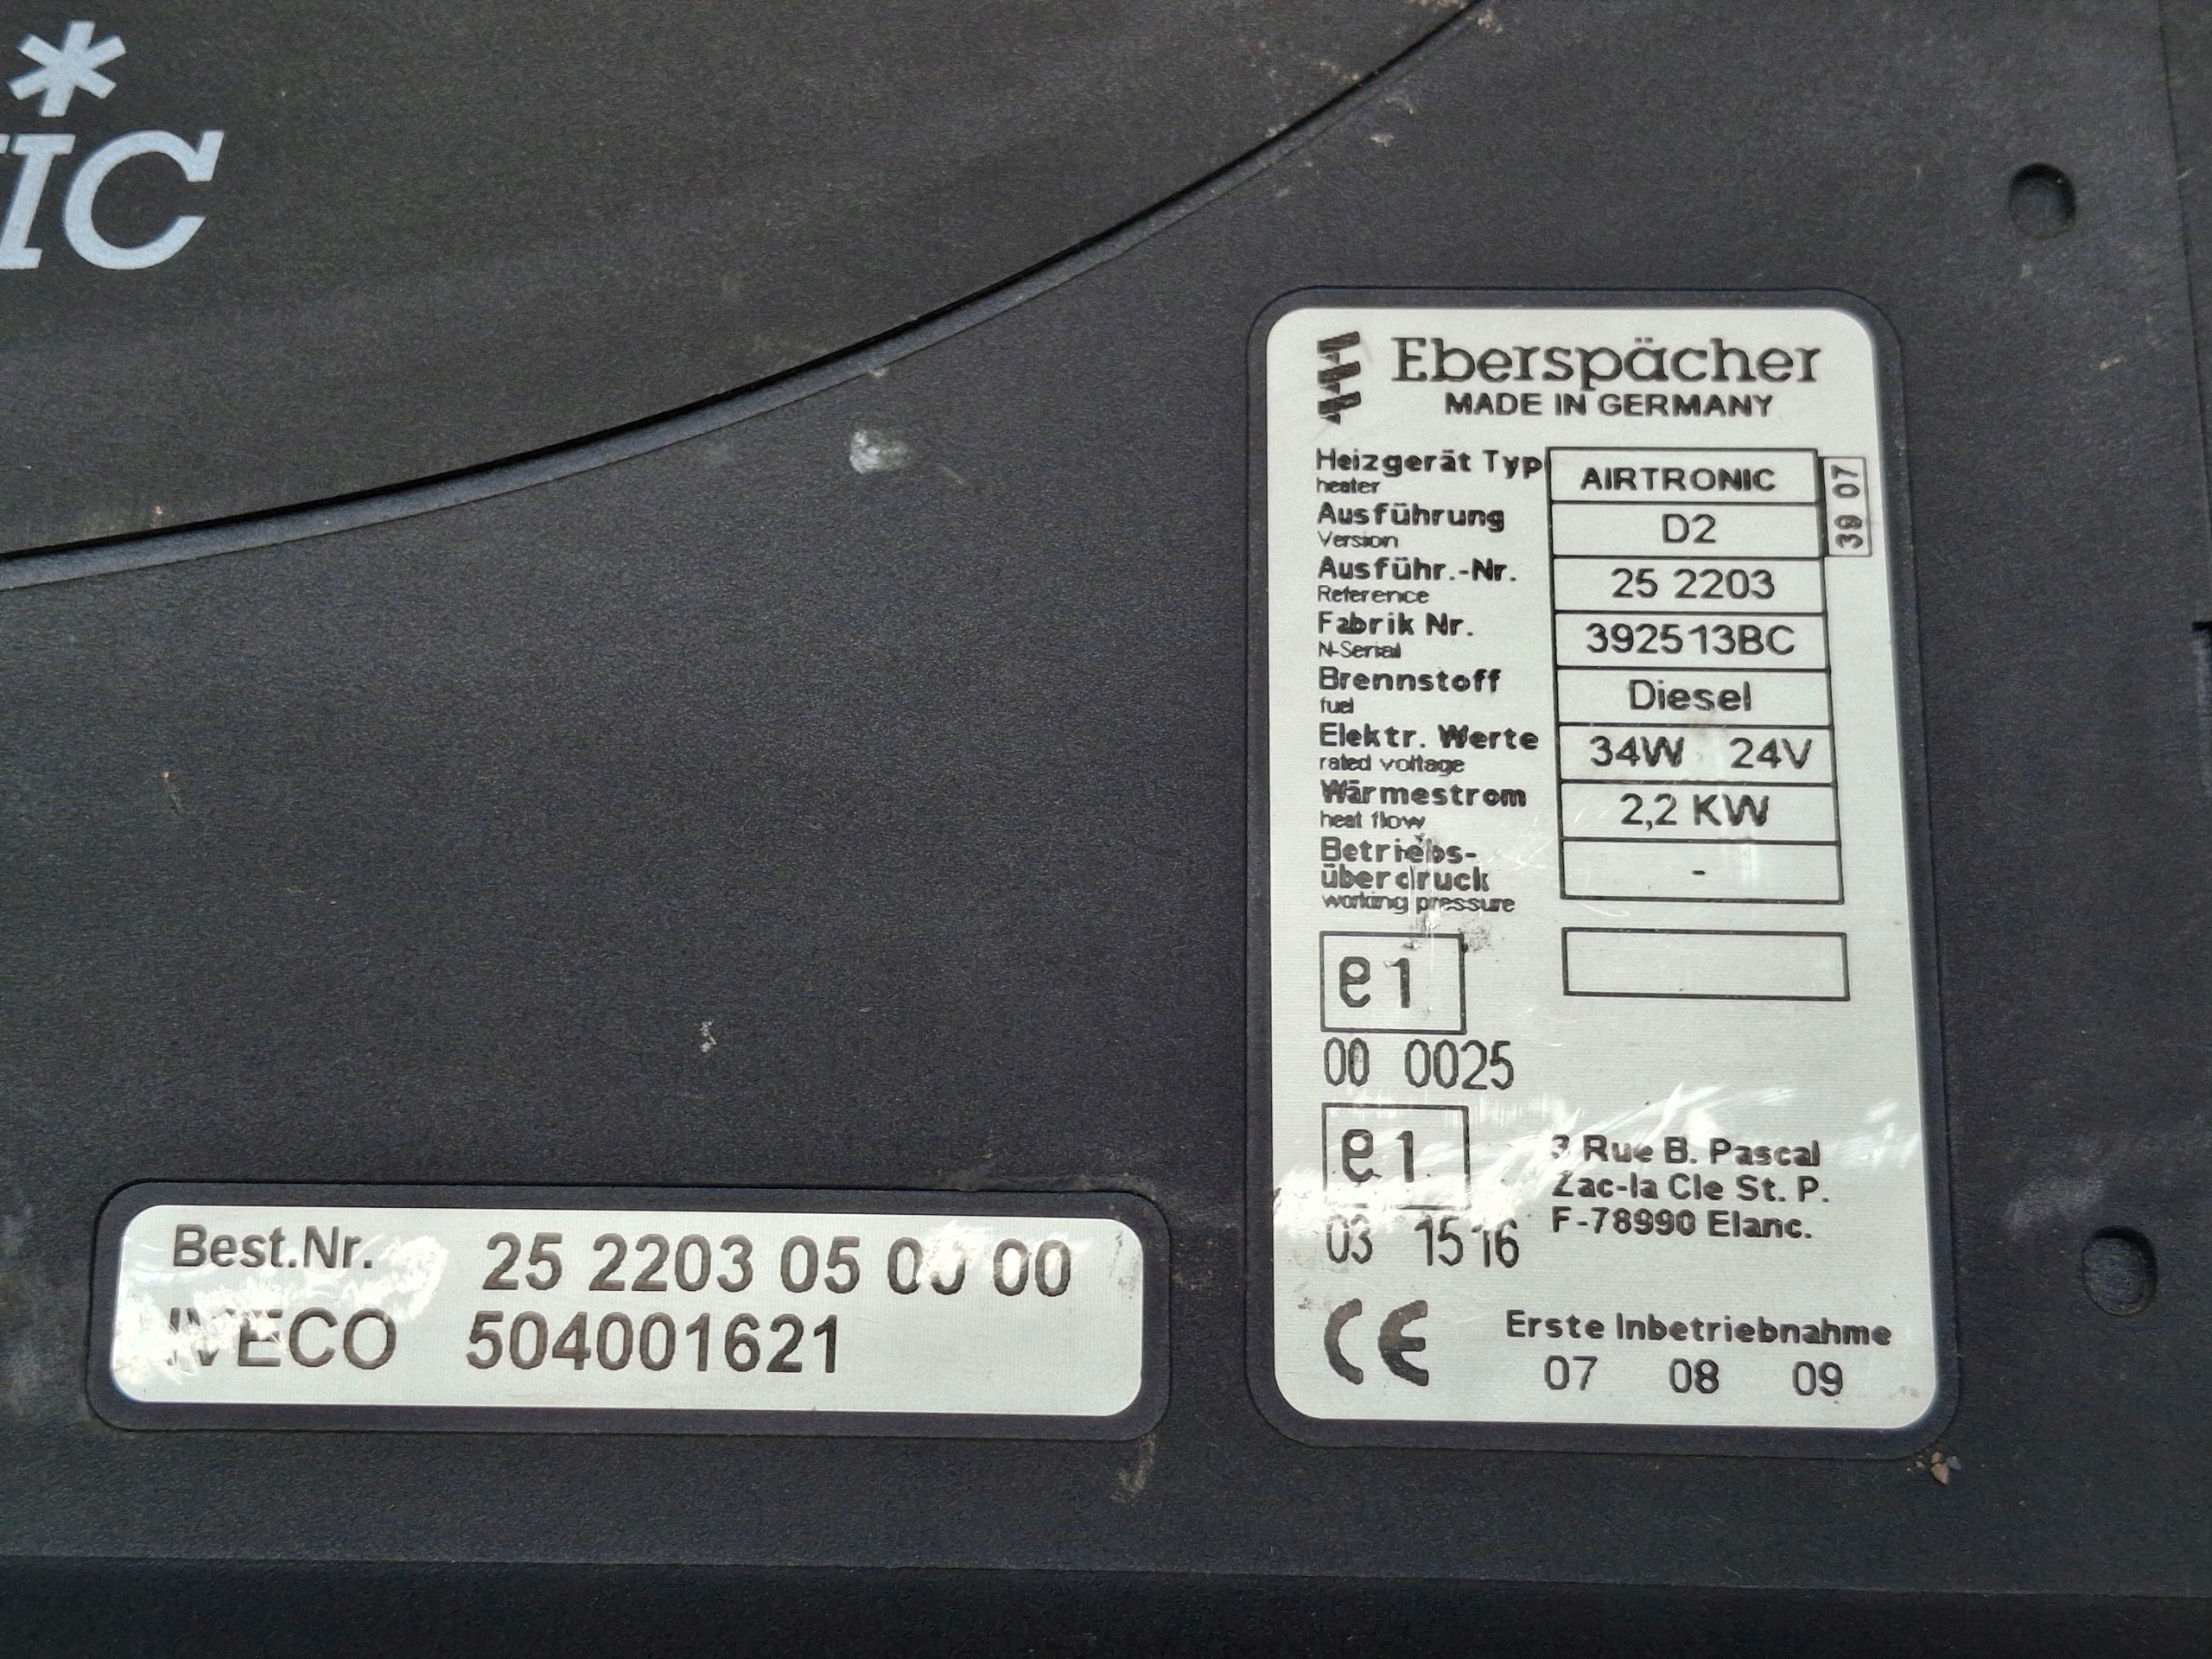 IC
Eberspächer
MADE IN GERMANY
Heizgerät Typ AIRTRONIC
heater
39 07
Ausführung D2
Version
Ausführ.-Nr. 25 2203
Reference
Fabrik Nr. 392513BC
N-Serial
Brennstoff Diesel
fuel
Elektr. Werte 34W 24V
rated voltage
Wärmestrom 2,2 KW
heat flow
Betriebs-
überdruck -
working pressure
e1
00 0025
e1
03 1516
3 Rue B. Pascal
Zac-la Cle St. P.
F-78990 Elanc.
CE
Erste Inbetriebnahme
07 08 09
Best.Nr. 25 2203 05 00 00
IVECO 504001621